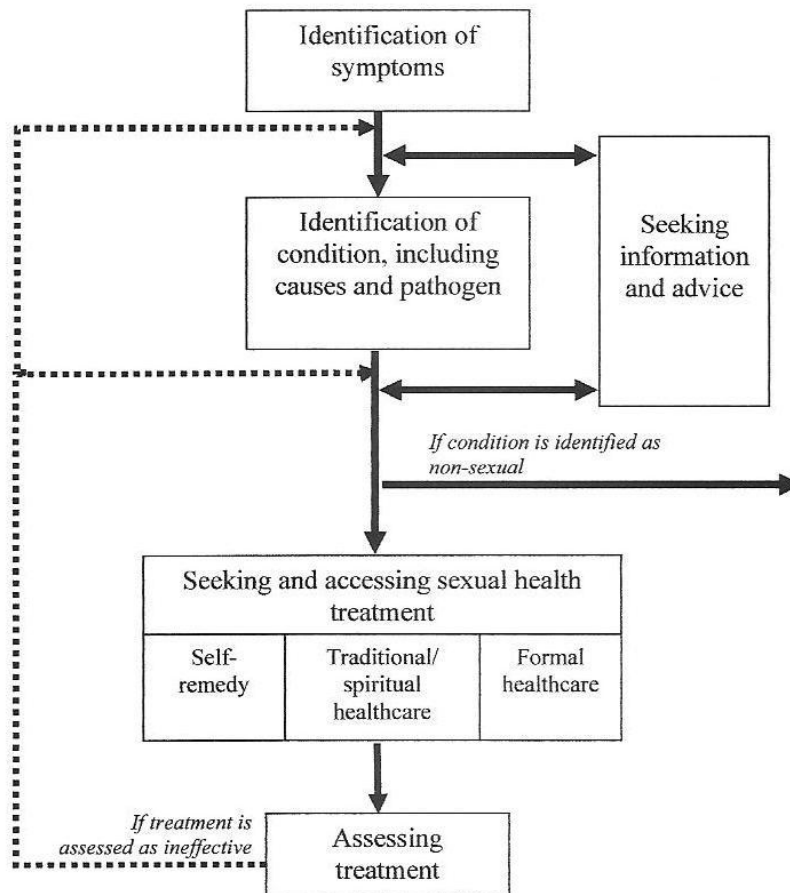 Identification of
symptoms
Identification of
condition, including
causes and pathogen
Seeking
information
and advice
If condition is identified as
non-sexual
Seeking and accessing sexual health
treatment
Self-
remedy
Traditional/
spiritual
healthcare
Formal
healthcare
If treatment is
assessed as ineffective
Assessing
treatment